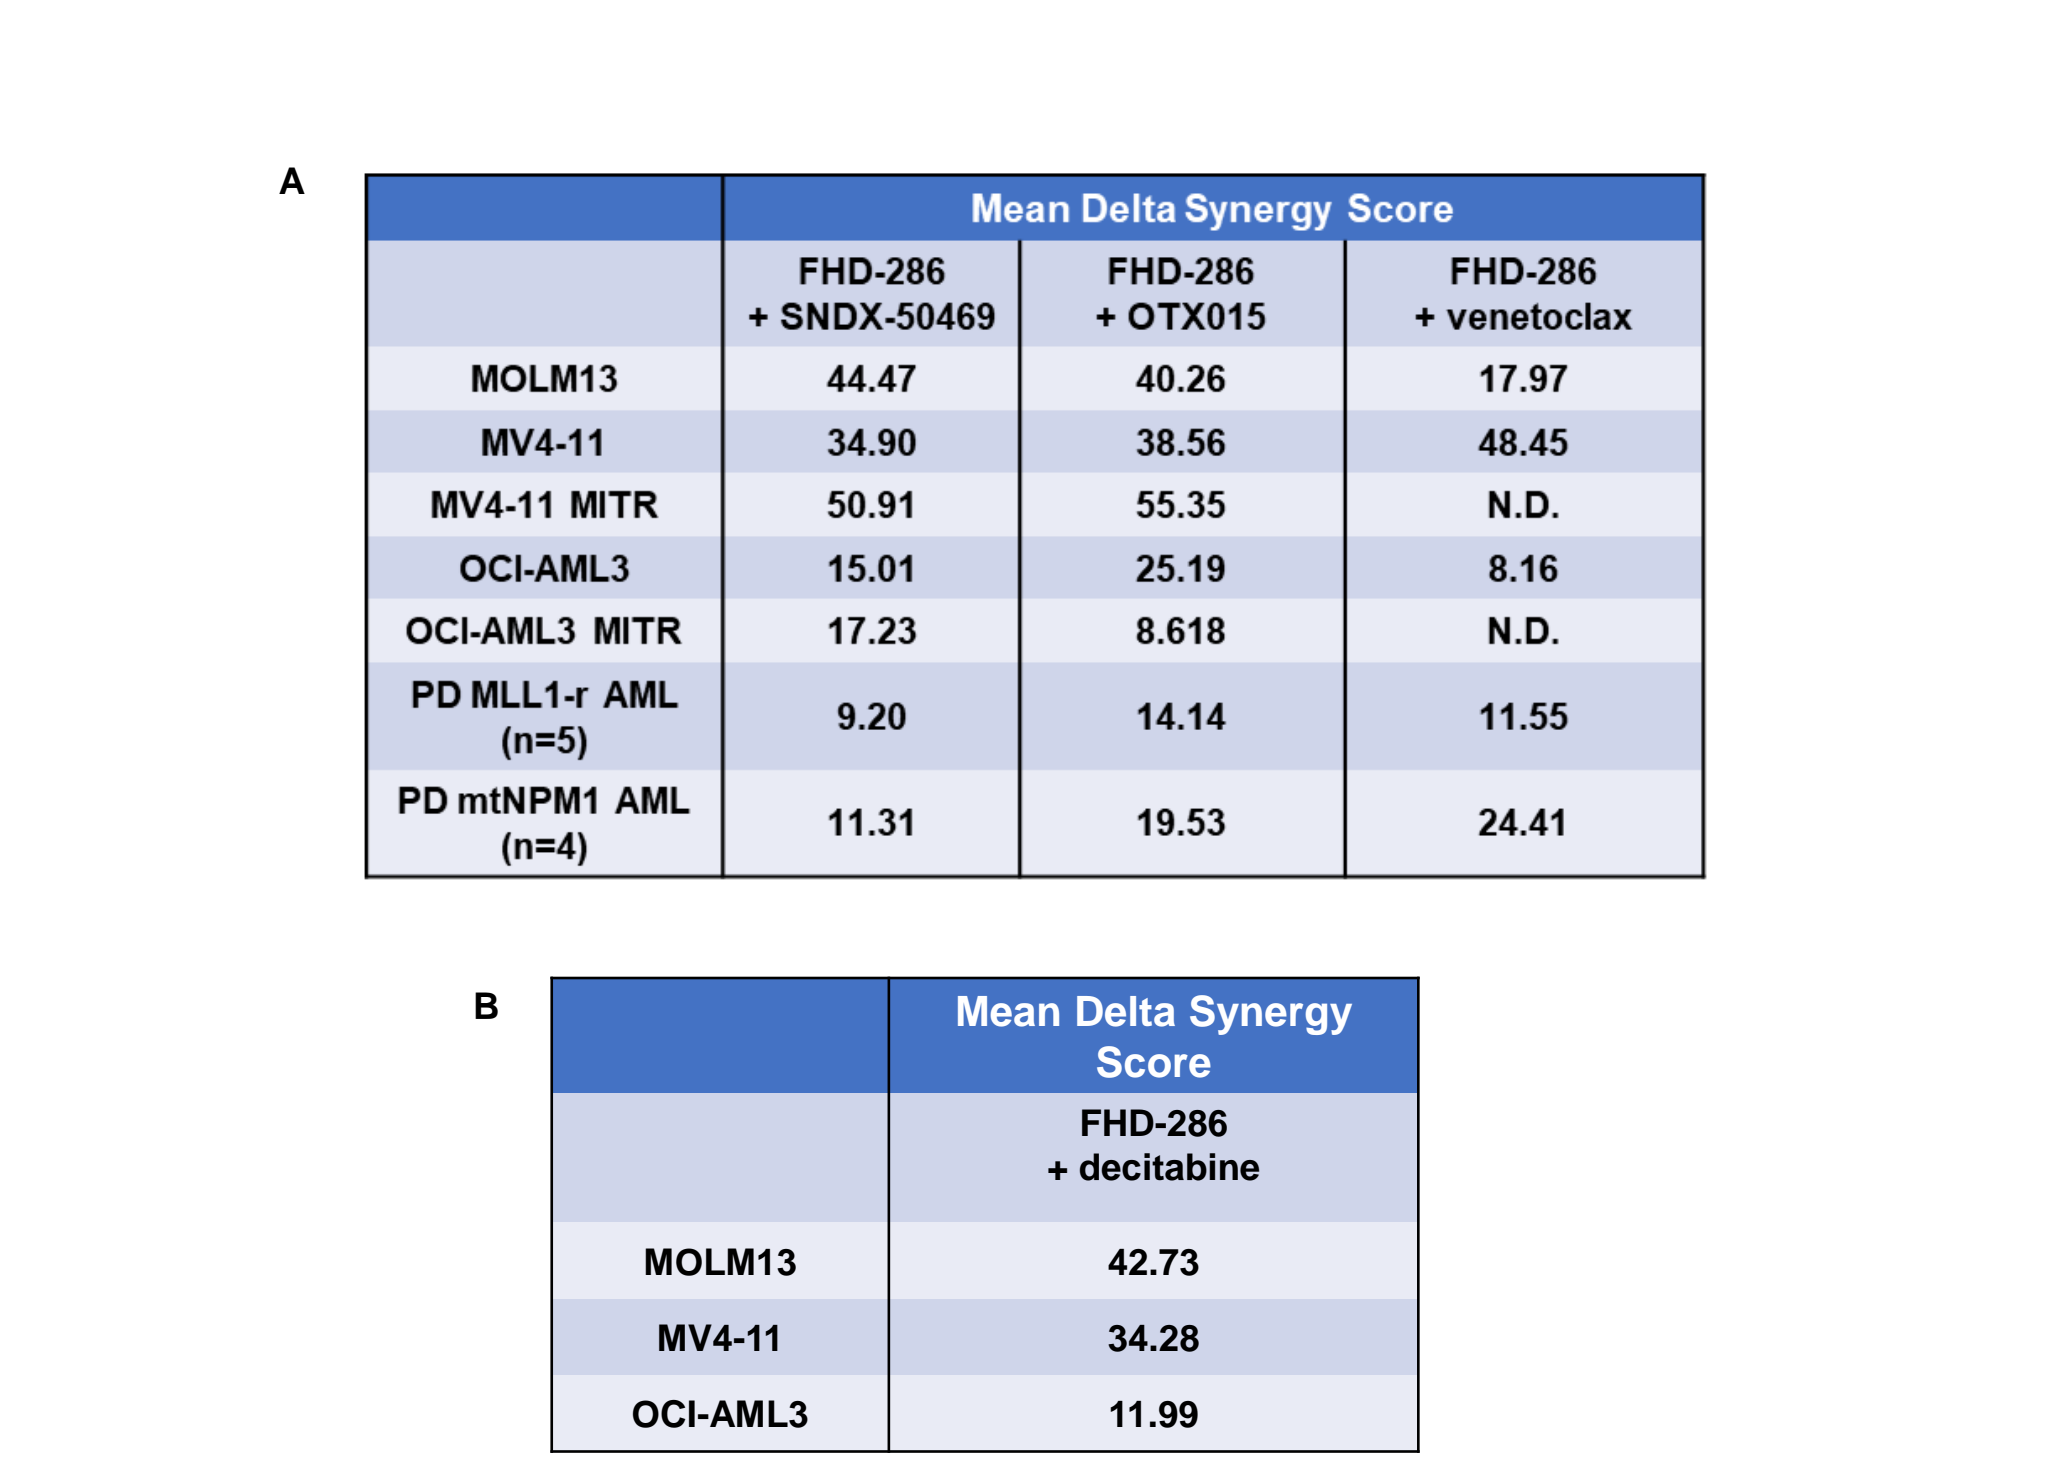 A
Mean Delta Synergy Score
FHD-286
+ SNDX-50469
FHD-286
+ OTX015
FHD-286
+ venetoclax
MOLM13 44.47 40.26 17.97
MV4-11 34.90 38.56 48.45
MV4-11 MITR 50.91 55.35 N.D.
OCI-AML3 15.01 25.19 8.16
OCI-AML3 MITR 17.23 8.618 N.D.
PD MLL1-r AML
(n=5)
9.20 14.14 11.55
PD mtNPM1 AML
(n=4)
11.31 19.53 24.41
B
Mean Delta Synergy
Score
FHD-286
+ decitabine
MOLM13 42.73
MV4-11 34.28
OCI-AML3 11.99